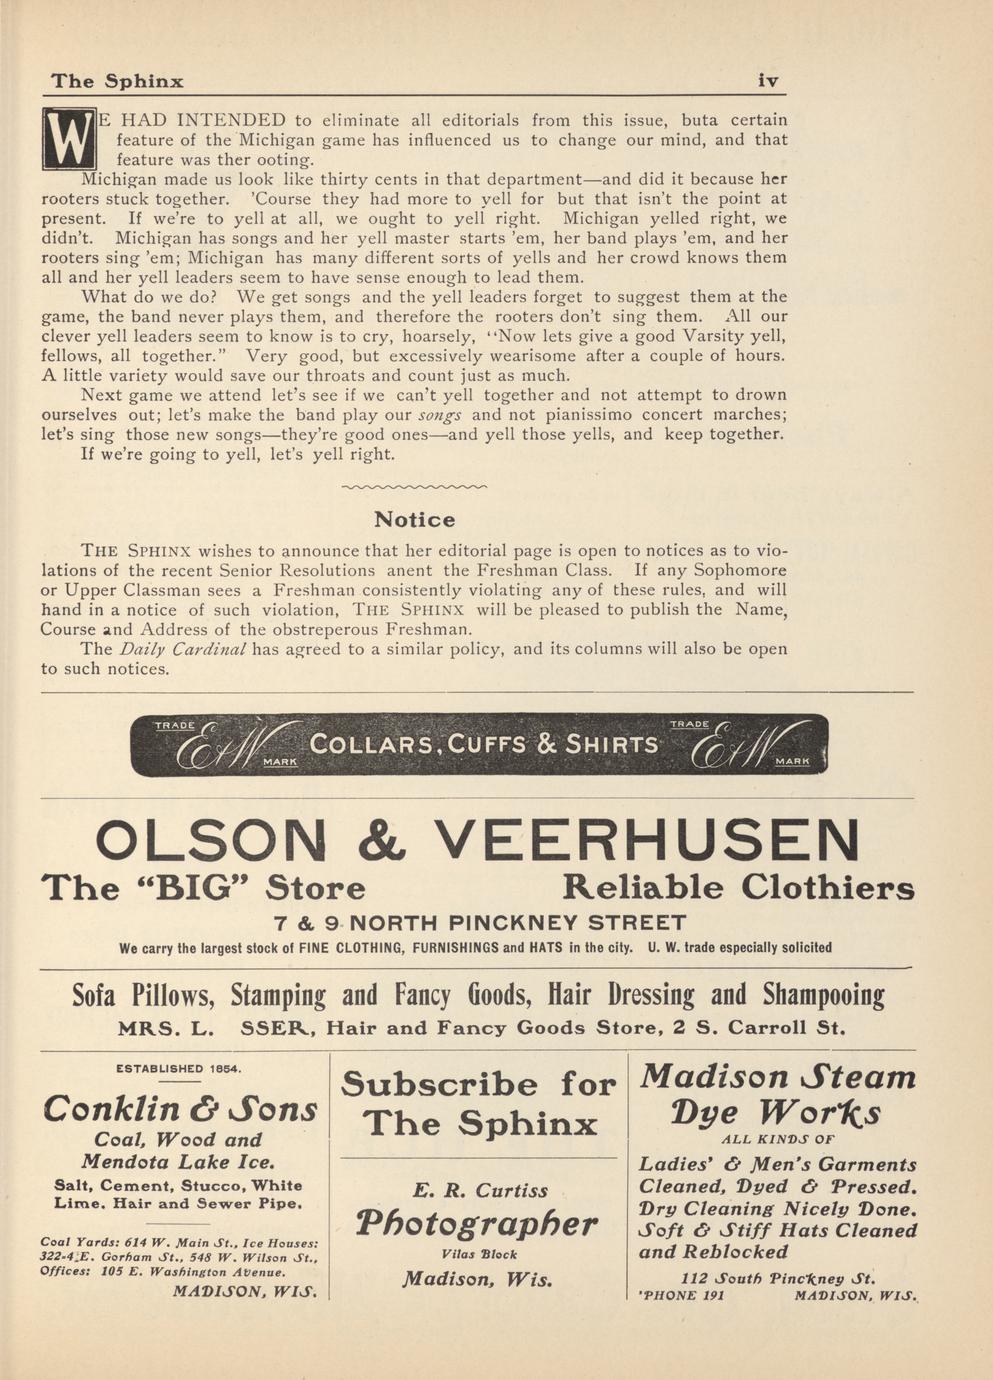 The Sphinx iv
WE HAD INTENDED to eliminate all editorials from this issue, buta certain
feature of the Michigan game has influenced us to change our mind, and that
feature was ther ooting.
Michigan made us look like thirty cents in that department—and did it because her
rooters stuck together. 'Course they had more to yell for but that isn't the point at
present. If we're to yell at all, we ought to yell right. Michigan yelled right, we
didn't. Michigan has songs and her yell master starts 'em, her band plays 'em, and her
rooters sing 'em; Michigan has many different sorts of yells and her crowd knows them
all and her yell leaders seem to have sense enough to lead them.
What do we do? We get songs and the yell leaders forget to suggest them at the
game, the band never plays them, and therefore the rooters don't sing them. All our
clever yell leaders seem to know is to cry, hoarsely, "Now lets give a good Varsity yell,
fellows, all together." Very good, but excessively wearisome after a couple of hours.
A little variety would save our throats and count just as much.
Next game we attend let's see if we can't yell together and not attempt to drown
ourselves out; let's make the band play our songs and not pianissimo concert marches;
let's sing those new songs—they're good ones—and yell those yells, and keep together.
If we're going to yell, let's yell right.
Notice
THE SPHINX wishes to announce that her editorial page is open to notices as to vio-
lations of the recent Senior Resolutions anent the Freshman Class. If any Sophomore
or Upper Classman sees a Freshman consistently violating any of these rules, and will
hand in a notice of such violation, THE SPHINX will be pleased to publish the Name,
Course and Address of the obstreperous Freshman.
The Daily Cardinal has agreed to a similar policy, and its columns will also be open
to such notices.
TRADE E&W MARK COLLARS, CUFFS & SHIRTS TRADE E&W MARK
OLSON & VEERHUSEN
The "BIG" Store Reliable Clothiers
7 & 9 NORTH PINCKNEY STREET
We carry the largest stock of FINE CLOTHING, FURNISHINGS and HATS in the city. U. W. trade especially solicited
Sofa Pillows, Stamping and Fancy Goods, Hair Dressing and Shampooing
MRS. L. SSER, Hair and Fancy Goods Store, 2 S. Carroll St.
ESTABLISHED 1854.
Conklin & Sons
Coal, Wood and
Mendota Lake Ice.
Salt, Cement, Stucco, White
Lime, Hair and Sewer Pipe.
Coal Yards: 614 W. Main St., Ice Houses:
322-4 E. Gorham St., 548 W. Wilson St.,
Offices: 105 E. Washington Avenue.
MADISON, WIS.
Subscribe for
The Sphinx
E. R. Curtiss
Photographer
Vilas Block
Madison, Wis.
Madison Steam
Dye Works
ALL KINDS OF
Ladies' & Men's Garments
Cleaned, Dyed & Pressed.
Dry Cleaning Nicely Done.
Soft & Stiff Hats Cleaned
and Reblocked
112 South Pinckney St.
'PHONE 191 MADISON, WIS.